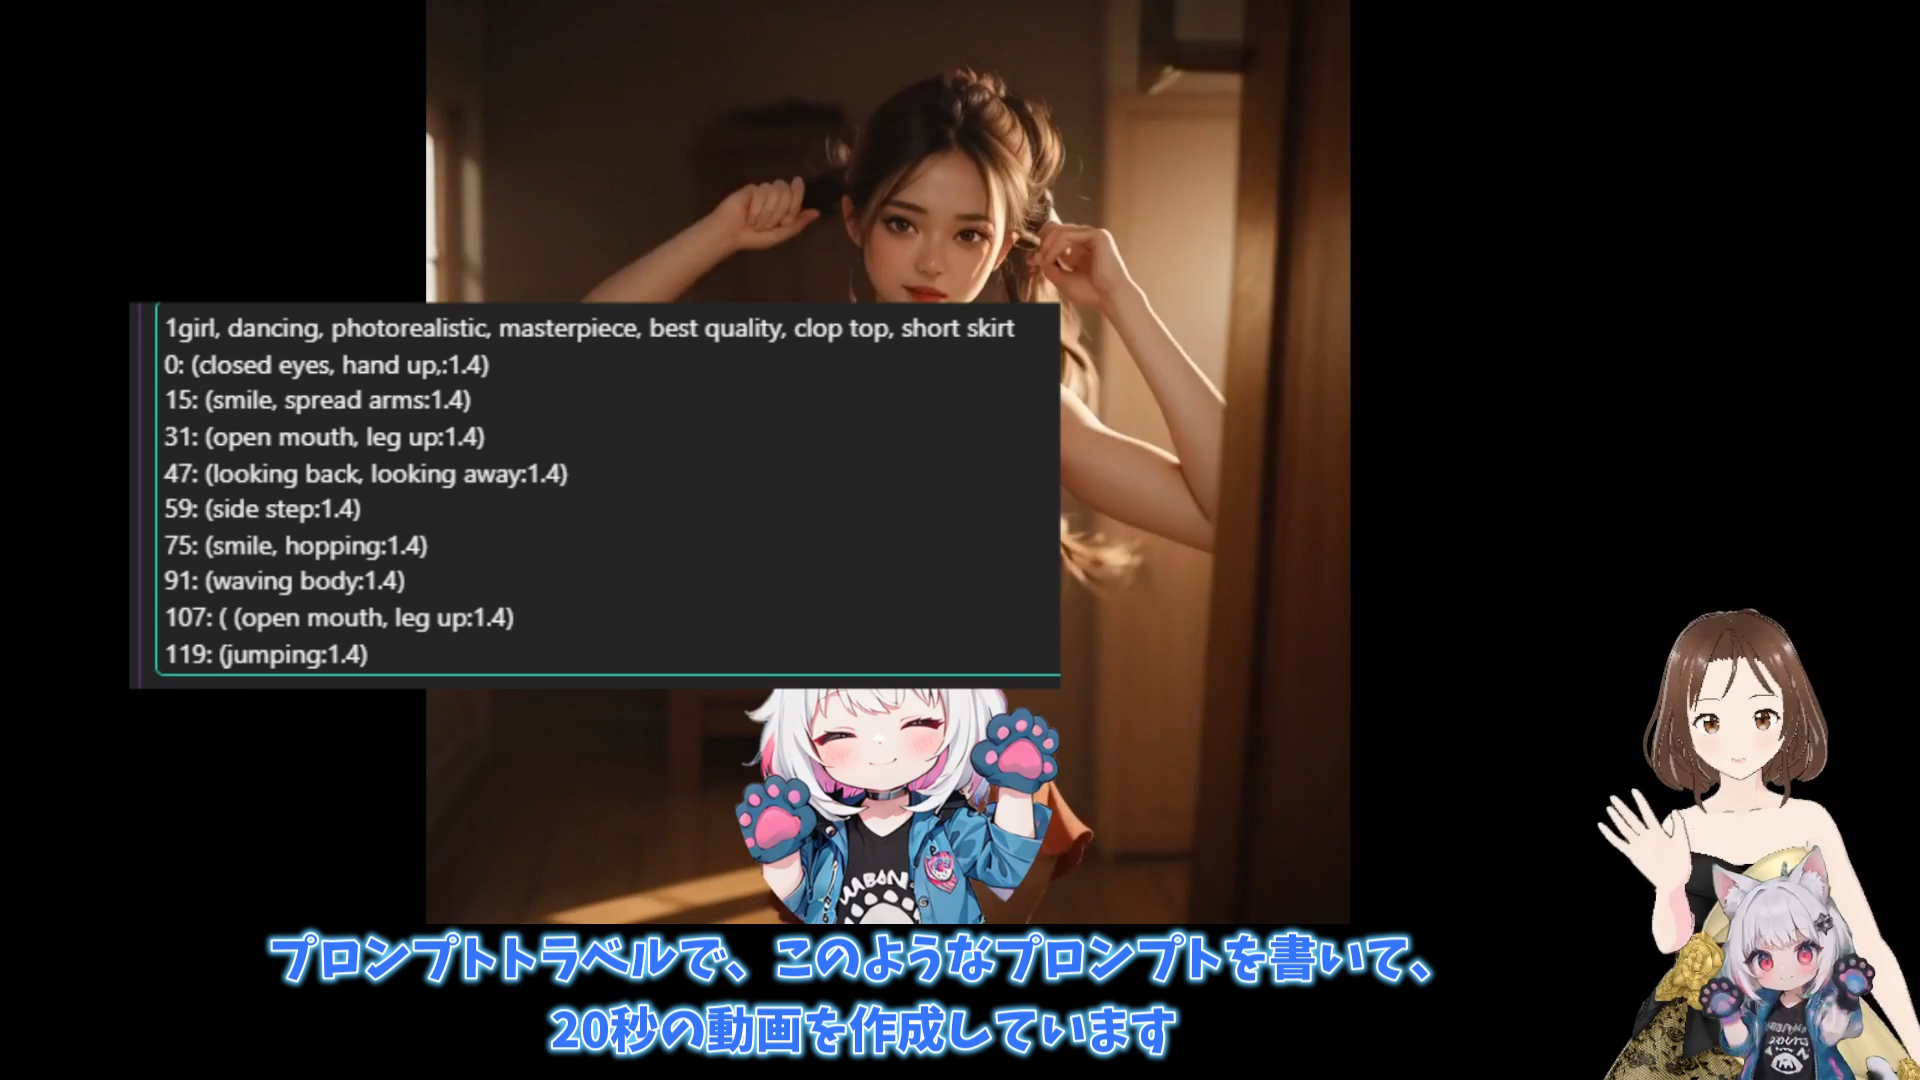 1girl, dancing, photorealistic, masterpiece, best quality, clop top, short skirt
0: (closed eyes, hand up,:1.4)
15: (smile, spread arms:1.4)
31: (open mouth, leg up:1.4)
47: (looking back, looking away:1.4)
59: (side step:1.4)
75: (smile, hopping:1.4)
91: (waving body:1.4)
107: ( (open mouth, leg up:1.4)
119: (jumping:1.4)
プロンプトトラベルで、このようなプロンプトを書いて、
20秒の動画を作成しています